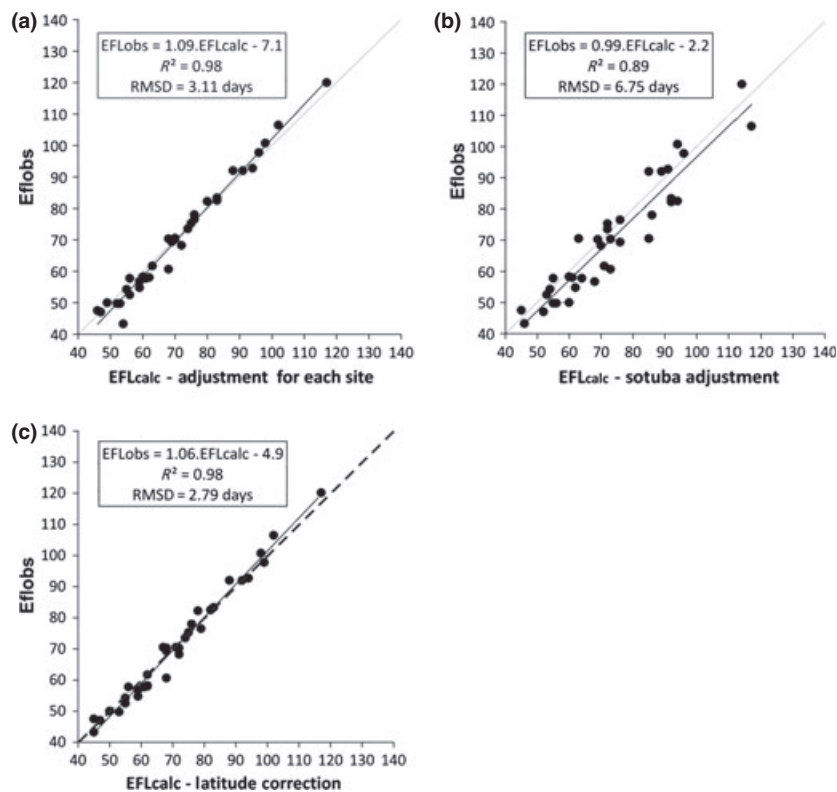 (a)
EFLobs = 1.09.EFLcalc - 7.1
R² = 0.98
RMSD = 3.11 days
Eflobs
140
130
120
110
100
90
80
70
60
50
40
40 50 60 70 80 90 100 110 120 130 140
EFLcalc - adjustment for each site
(b)
EFLobs = 0.99.EFLcalc - 2.2
R² = 0.89
RMSD = 6.75 days
Eflobs
140
130
120
110
100
90
80
70
60
50
40
40 50 60 70 80 90 100 110 120 130 140
EFLcalc - sotuba adjustment
(c)
EFLobs = 1.06.EFLcalc - 4.9
R² = 0.98
RMSD = 2.79 days
Eflobs
140
130
120
110
100
90
80
70
60
50
40
40 50 60 70 80 90 100 110 120 130 140
EFLcalc - latitude correction